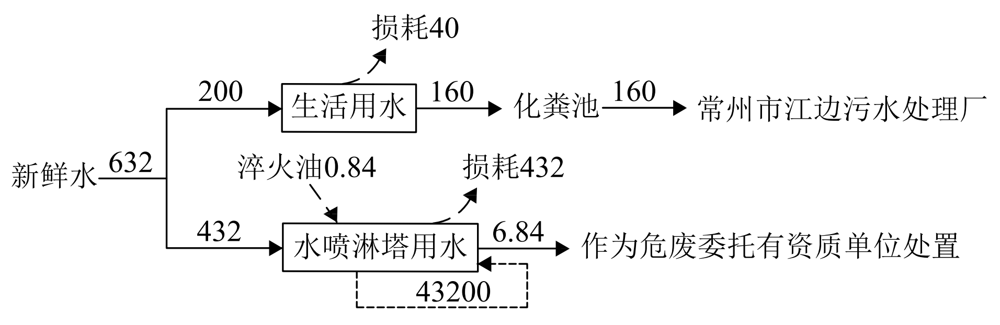 损耗40
200
生活用水
160
化粪池
160
常州市江边污水处理厂
新鲜水
632
淬火油0.84
损耗432
432
水喷淋塔用水
6.84
作为危废委托有资质单位处置
43200